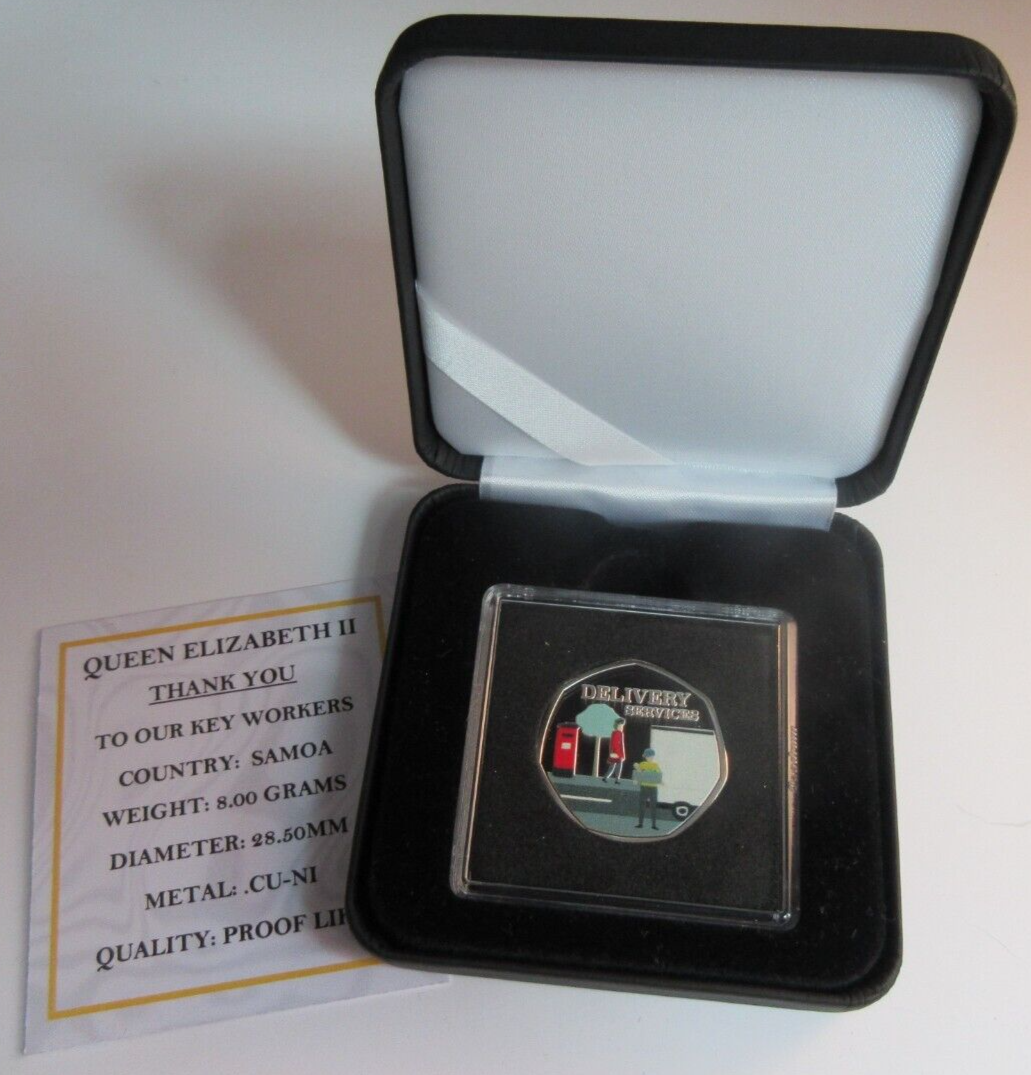 QUEEN ELIZABETH II
THANK YOU
TO OUR KEY WORKERS
COUNTRY: SAMOA
WEIGHT: 8.00 GRAMS
DIAMETER: 28.50MM
METAL: .CU-NI
QUALITY: PROOF LI
DELIVERY
SERVICES